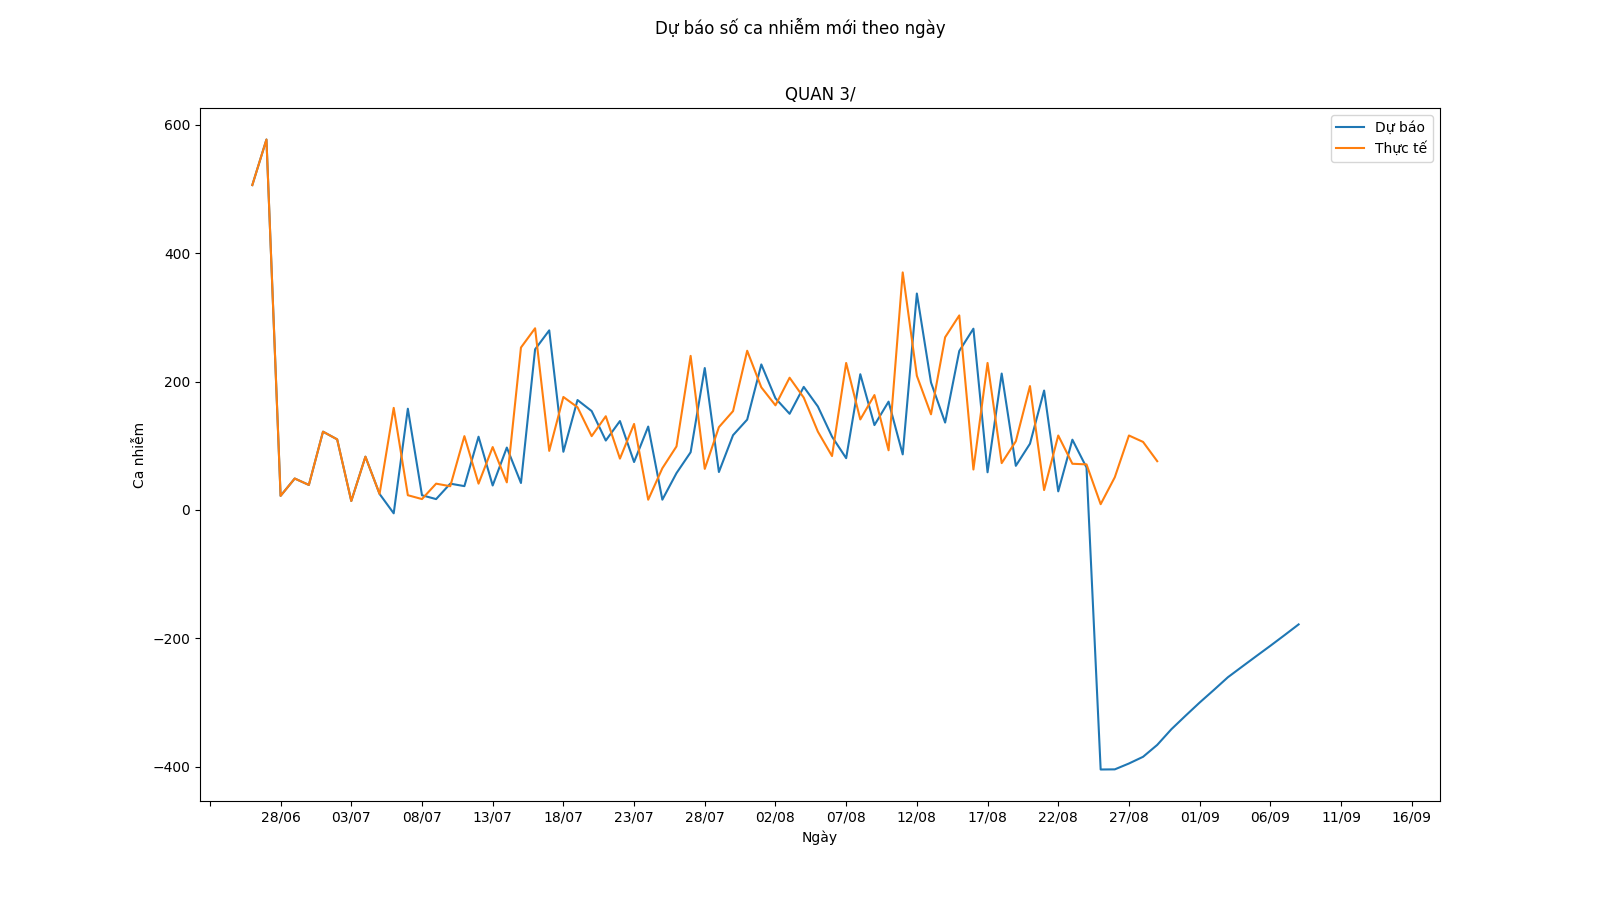 Dự báo số ca nhiễm mới theo ngày
QUAN 3/
Dự báo
Thực tế
600
400
200
0
−200
−400
Ca nhiễm
28/06 03/07 08/07 13/07 18/07 23/07 28/07 02/08 07/08 12/08 17/08 22/08 27/08 01/09 06/09 11/09 16/09
Ngày